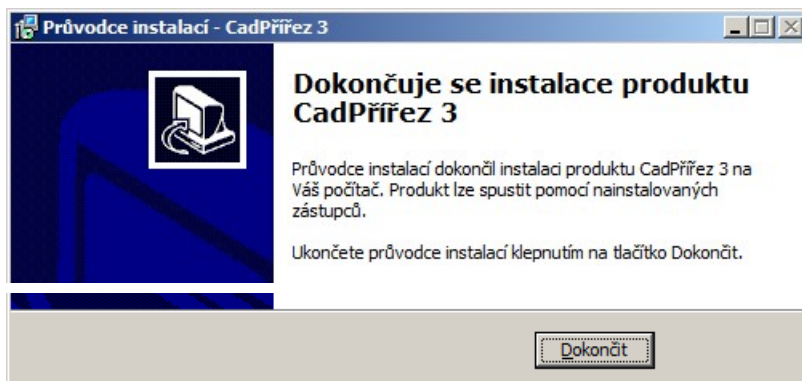 Průvodce instalací - CadPřířez 3
Dokončuje se instalace produktu
CadPřířez 3
Průvodce instalací dokončil instalaci produktu CadPřířez 3 na
Váš počítač. Produkt lze spustit pomocí nainstalovaných
zástupců.
Ukončete průvodce instalací klepnutím na tlačítko Dokončit.
Dokončit